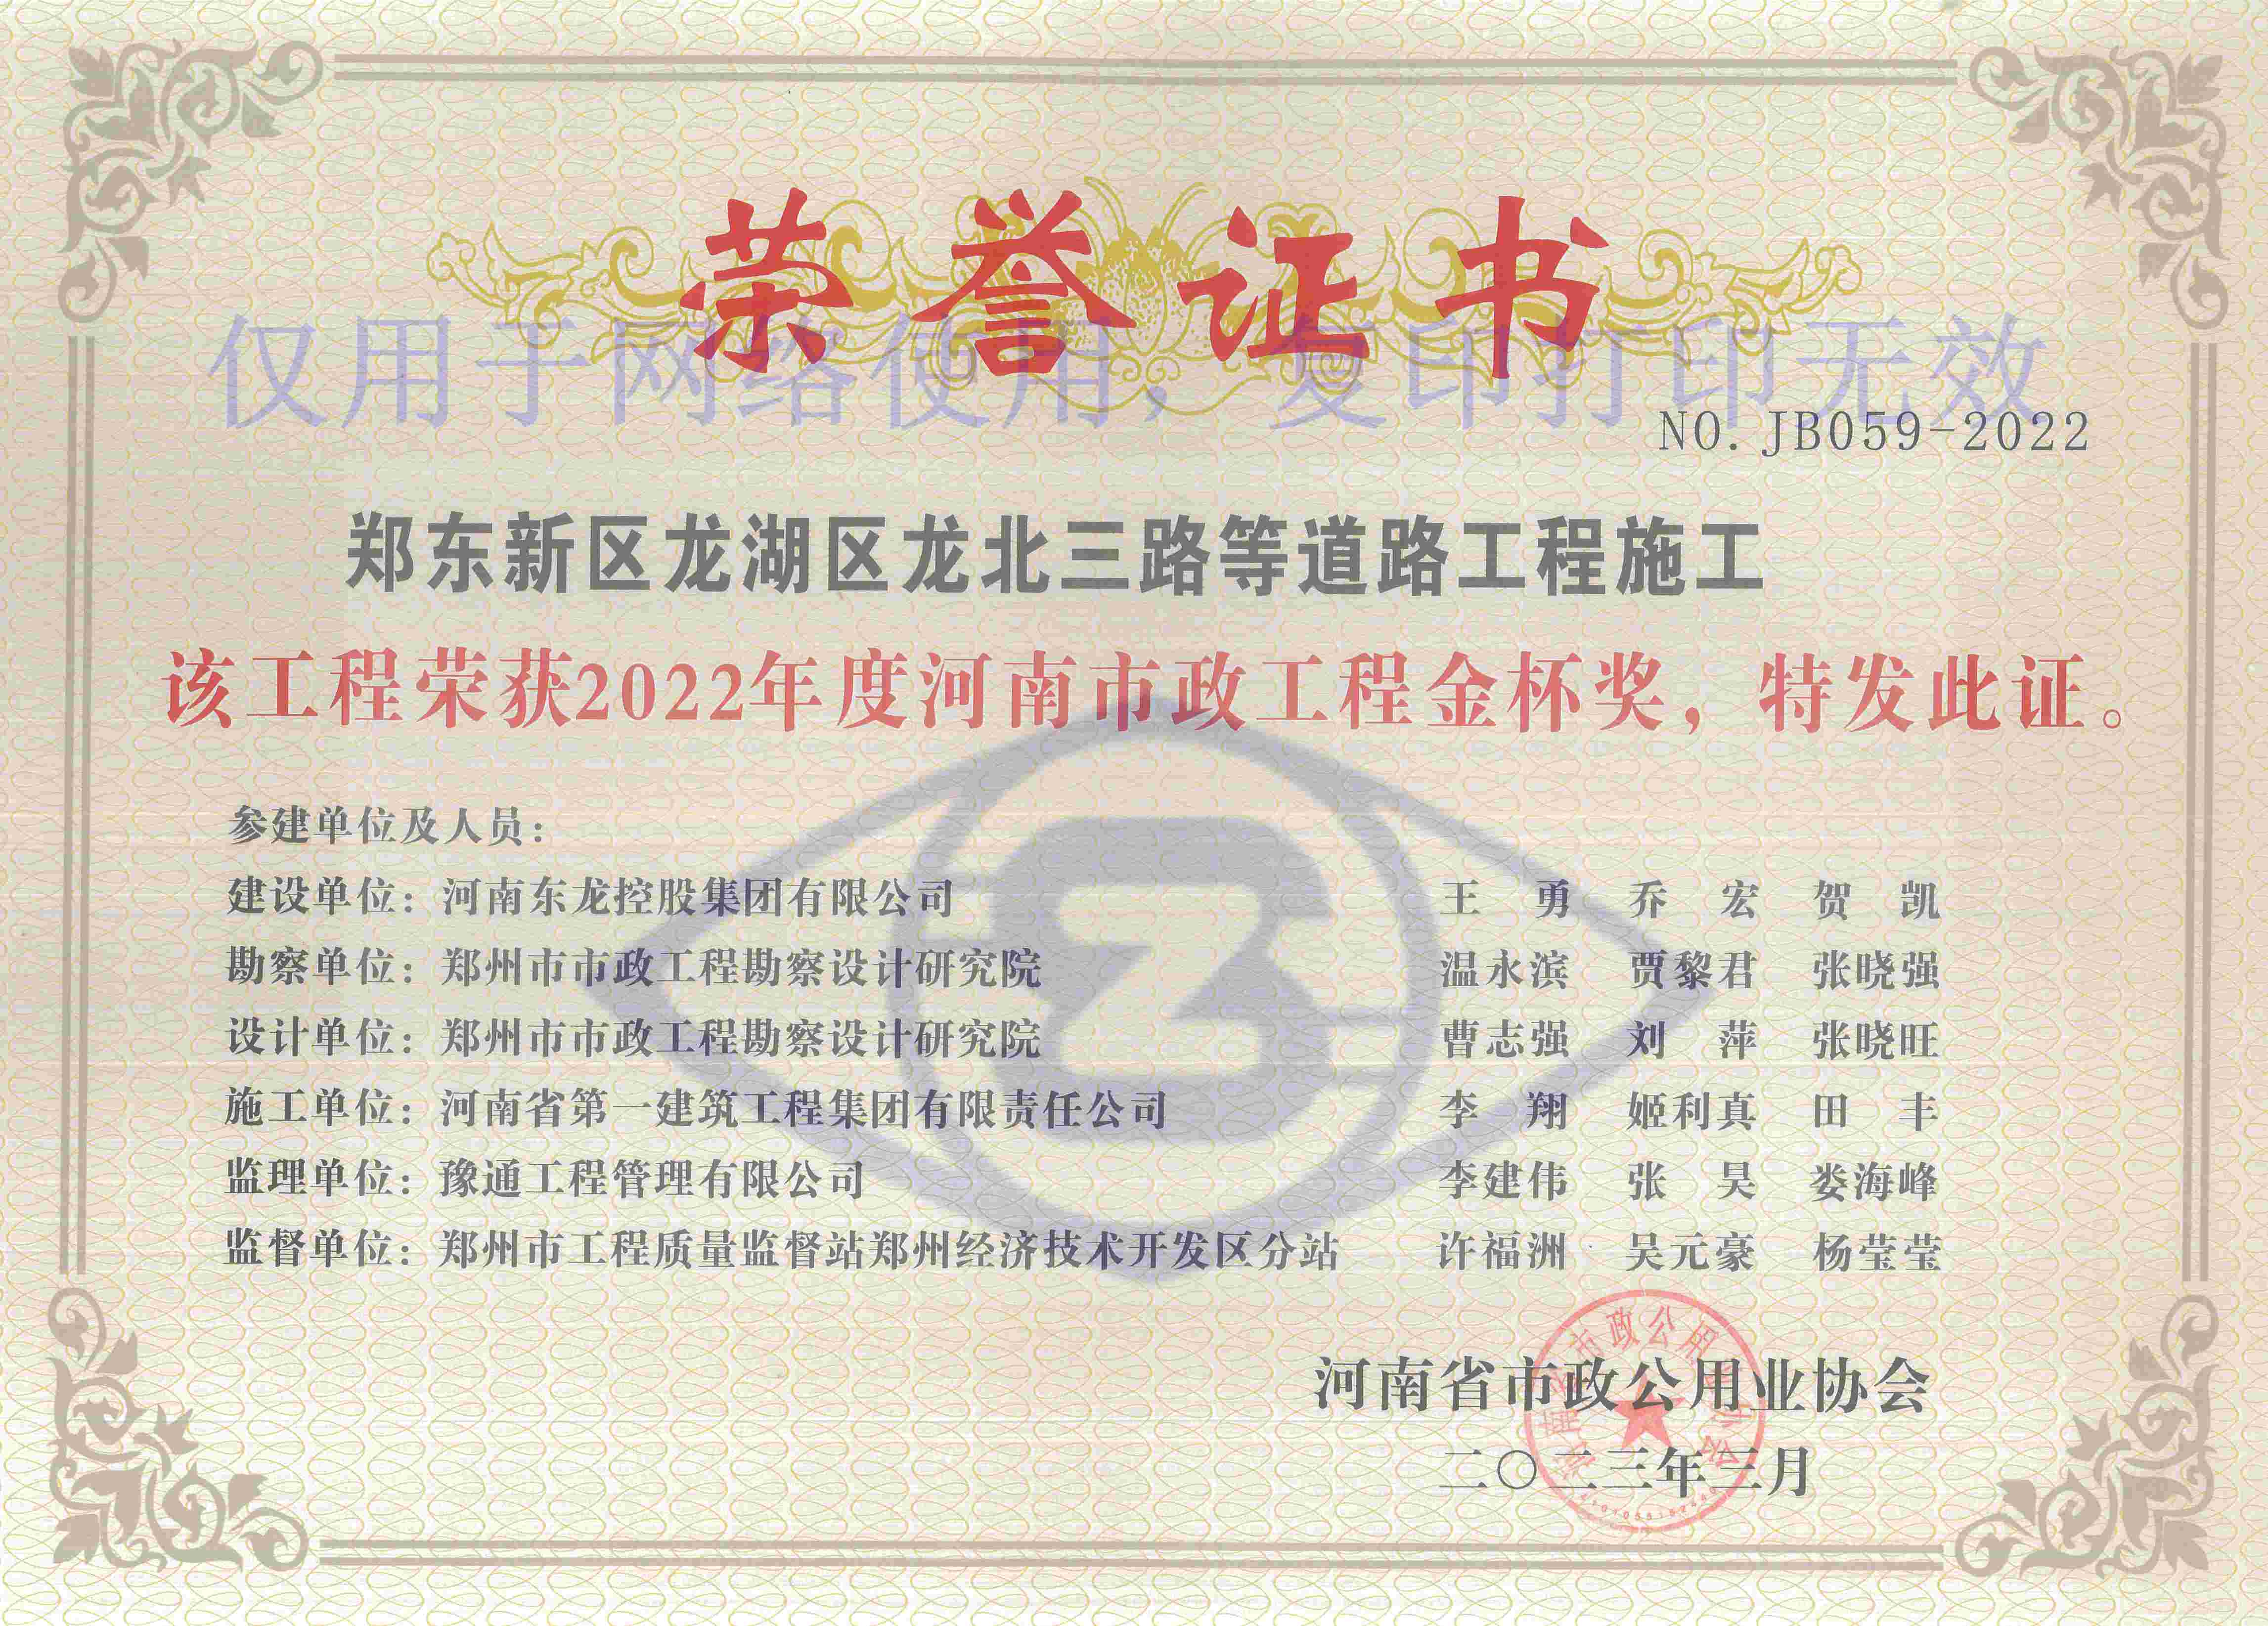 荣誉证书
仅用于网络使用，复印打印无效
NO. JB059-2022
郑东新区龙湖区龙北三路等道路工程施工
该工程荣获2022年度河南市政工程金杯奖，特发此证。
参建单位及人员：
建设单位：河南东龙控股集团有限公司 王勇 乔宏 贺凯
勘察单位：郑州市市政工程勘察设计研究院 温永滨 贾黎君 张晓强
设计单位：郑州市市政工程勘察设计研究院 曹志强 刘萍 张晓旺
施工单位：河南省第一建筑工程集团有限责任公司 李翔 姬利真 田丰
监理单位：豫通工程管理有限公司 李建伟 张昊 娄海峰
监督单位：郑州市工程质量监督站郑州经济技术开发区分站 许福洲 吴元豪 杨莹莹
河南省市政公用业协会
二〇二三年三月